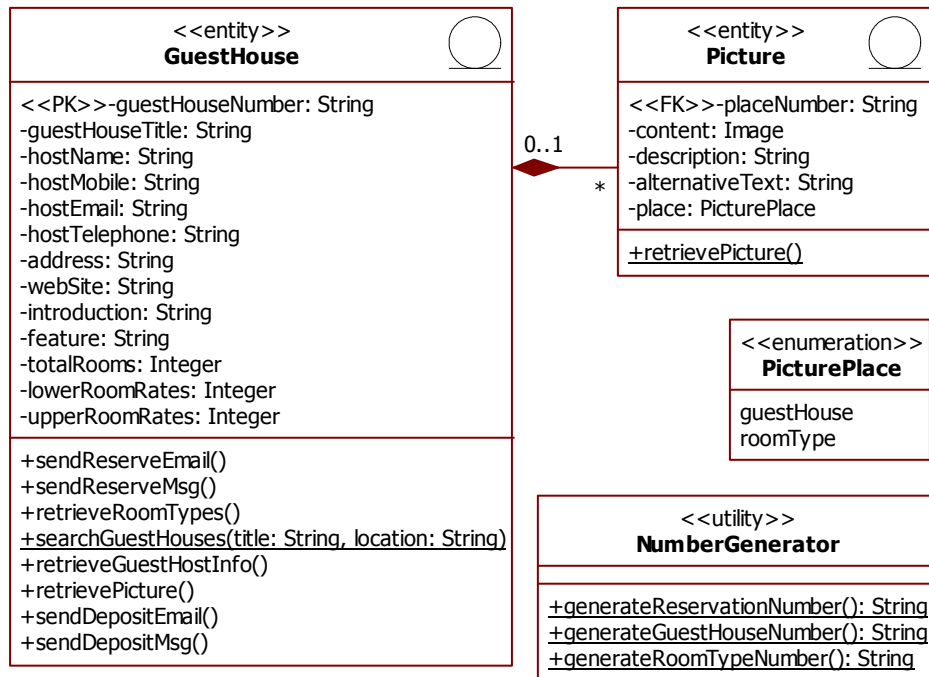 <<entity>>
GuestHouse
<<PK>>-guestHouseNumber: String
-guestHouseTitle: String
-hostName: String
-hostMobile: String
-hostEmail: String
-hostTelephone: String
-address: String
-webSite: String
-introduction: String
-feature: String
-totalRooms: Integer
-lowerRoomRates: Integer
-upperRoomRates: Integer
+sendReserveEmail()
+sendReserveMsg()
+retrieveRoomTypes()
+searchGuestHouses(title: String, location: String)
+retrieveGuestHostInfo()
+retrievePicture()
+sendDepositEmail()
+sendDepositMsg()
0..1
*
<<entity>>
Picture
<<FK>>-placeNumber: String
-content: Image
-description: String
-alternativeText: String
-place: PicturePlace
+retrievePicture()
<<enumeration>>
PicturePlace
guestHouse
roomType
<<utility>>
NumberGenerator
+generateReservationNumber(): String
+generateGuestHouseNumber(): String
+generateRoomTypeNumber(): String